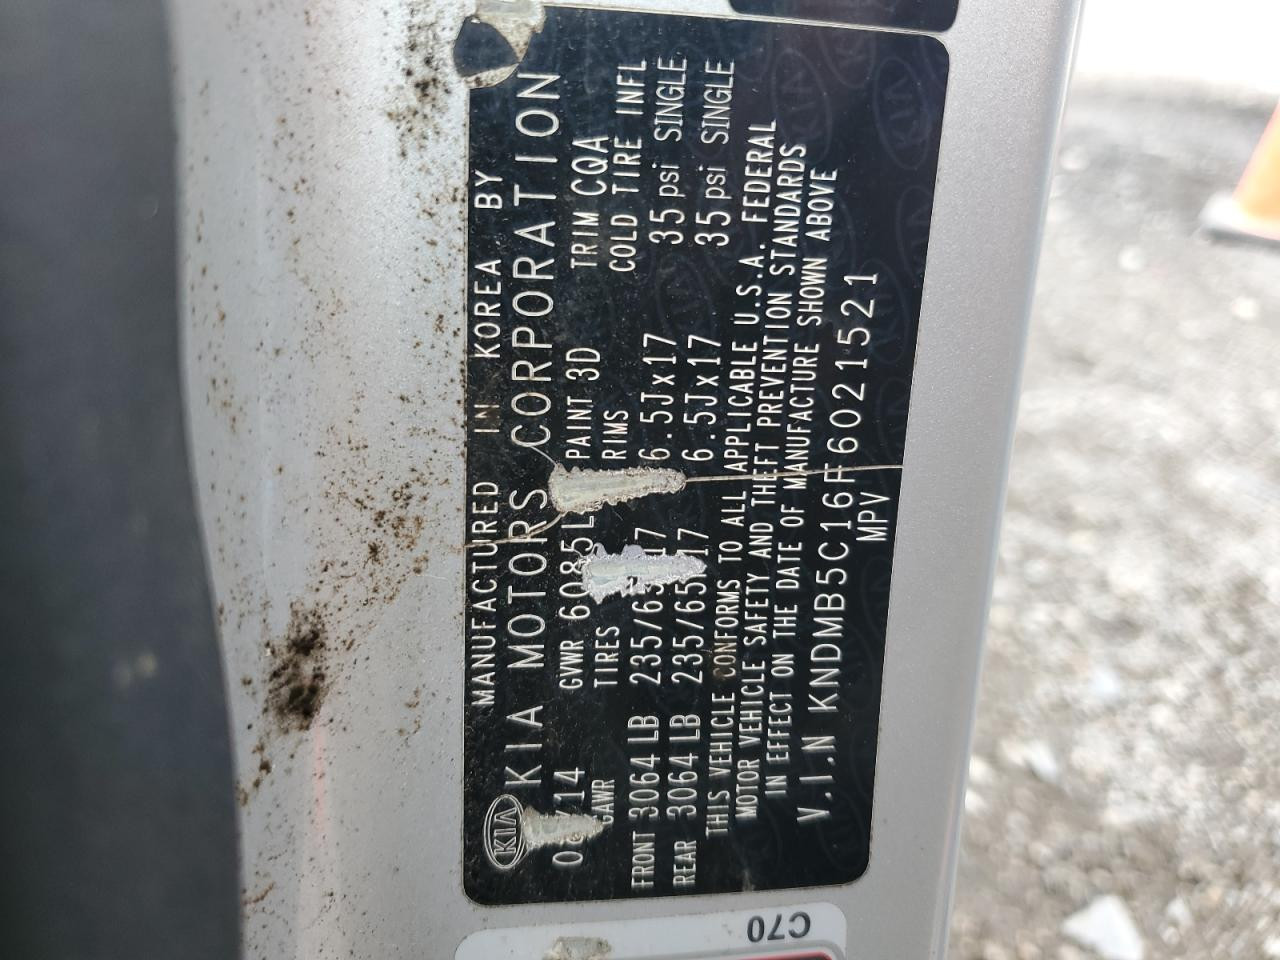 MANUFACTURED IN KOREA BY
KIA KIA MOTORS CORPORATION
GVWR 6085L PAINT 3D TRIM CQA
GAWR TIRES RIMS COLD TIRE INFL
FRONT 3064 LB 235/65 17 6.5Jx17 35 psi SINGLE
REAR 3064 LB 235/65 17 6.5Jx17 35 psi SINGLE
THIS VEHICLE CONFORMS TO ALL APPLICABLE U.S.A. FEDERAL
MOTOR VEHICLE SAFETY AND THEFT PREVENTION STANDARDS
IN EFFECT ON THE DATE OF MANUFACTURE SHOWN ABOVE
V.I.N KNDMB5C16F6021521
MPV
C70